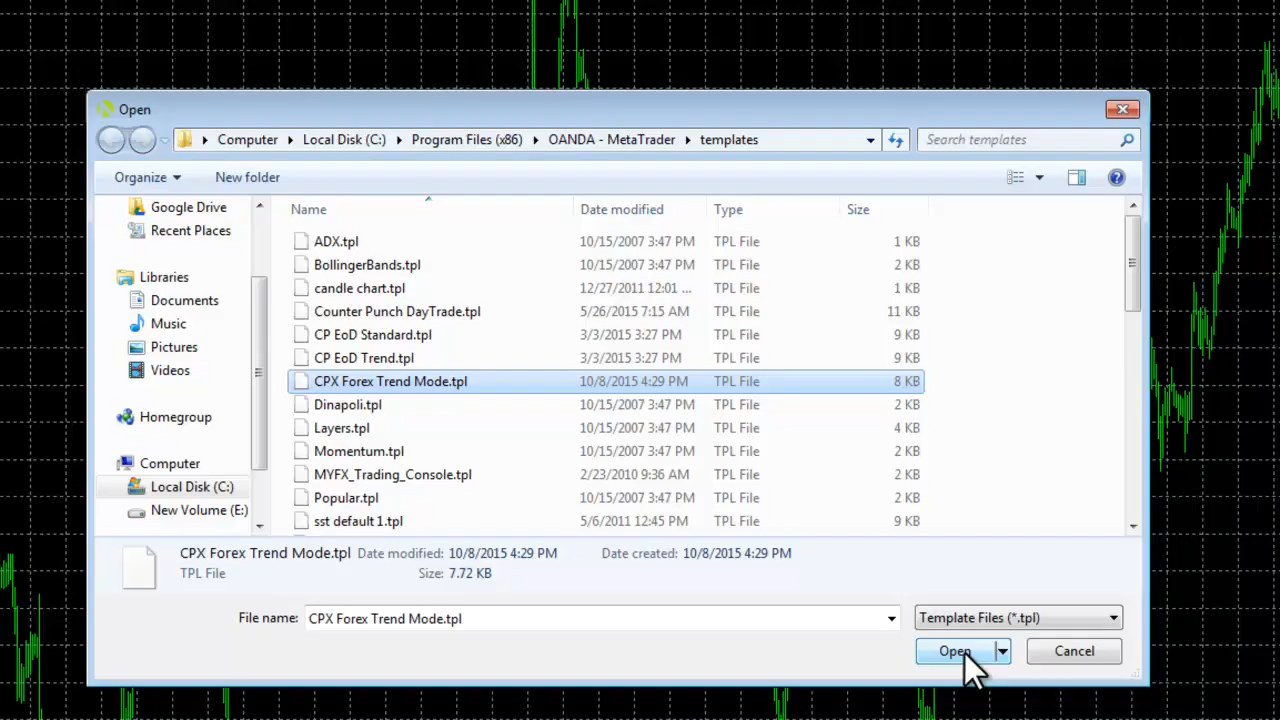 Open
Computer Local Disk (C:) Program Files (x86) OANDA - MetaTrader templates Search templates
Organize New folder
Google Drive
Recent Places
Libraries
Documents
Music
Pictures
Videos
Homegroup
Computer
Local Disk (C:)
New Volume (E:)
Name Date modified Type Size
ADX.tpl 10/15/2007 3:47 PM TPL File 1 KB
BollingerBands.tpl 10/15/2007 3:47 PM TPL File 2 KB
candle chart.tpl 12/27/2011 12:01 ... TPL File 1 KB
Counter Punch DayTrade.tpl 5/26/2015 7:15 AM TPL File 11 KB
CP EoD Standard.tpl 3/3/2015 3:27 PM TPL File 9 KB
CP EoD Trend.tpl 3/3/2015 3:27 PM TPL File 9 KB
CPX Forex Trend Mode.tpl 10/8/2015 4:29 PM TPL File 8 KB
Dinapoli.tpl 10/15/2007 3:47 PM TPL File 2 KB
Layers.tpl 10/15/2007 3:47 PM TPL File 4 KB
Momentum.tpl 10/15/2007 3:47 PM TPL File 2 KB
MYFX_Trading_Console.tpl 2/23/2010 9:36 AM TPL File 2 KB
Popular.tpl 10/15/2007 3:47 PM TPL File 2 KB
sst default 1.tpl 5/6/2011 12:45 PM TPL File 9 KB
CPX Forex Trend Mode.tpl Date modified: 10/8/2015 4:29 PM Date created: 10/8/2015 4:29 PM
TPL File Size: 7.72 KB
File name: CPX Forex Trend Mode.tpl Template Files (*.tpl)
Open Cancel